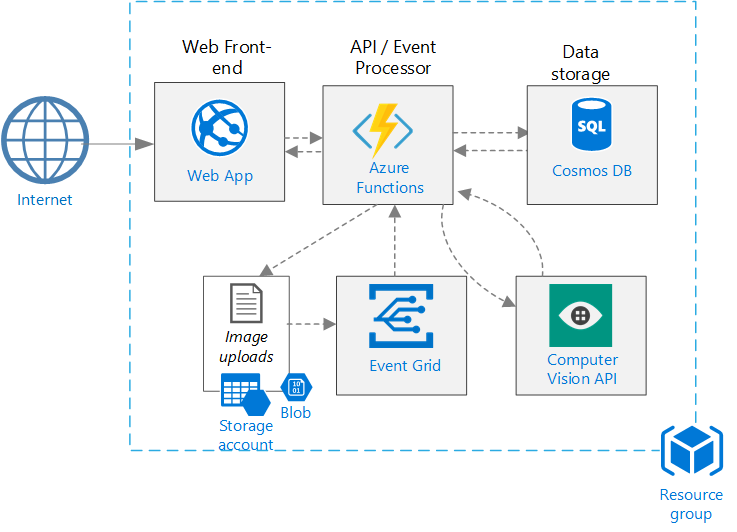 Web Front-
end
API / Event
Processor
Data
storage
Internet
Web App
Azure
Functions
SQL
Cosmos DB
Image
uploads
Storage
account
10
01
Blob
Event Grid
Computer
Vision API
Resource
group